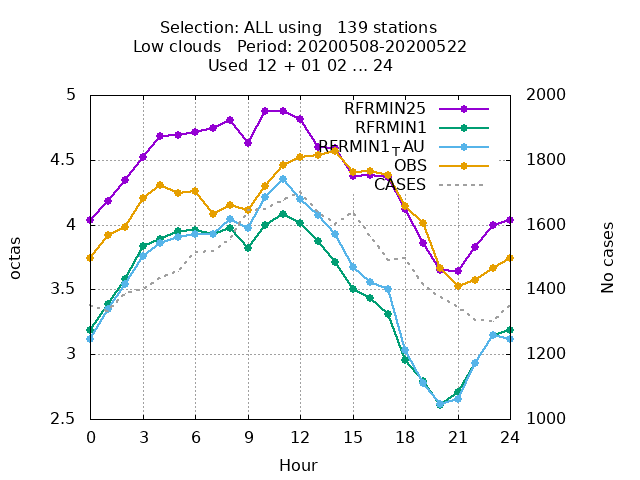 Selection: ALL using   139 stations
Low clouds   Period: 20200508-20200522
Used  12 + 01 02 ... 24
RFRMIN25
RFRMIN1
RFRMIN1┬AU
OBS
CASES
5
4.5
4
3.5
3
2.5
2000
1800
1600
1400
1200
1000
octas
No cases
0 3 6 9 12 15 18 21 24
Hour